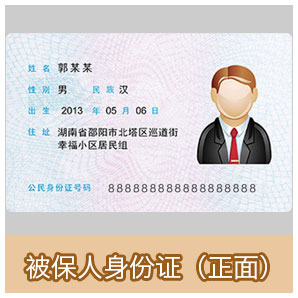 姓名 郭某某
性别 男 民族 汉
出生 2013 年 05 月 06 日
住址 湖南省邵阳市北塔区巡道街
幸福小区居民组
公民身份证号码 888888888888888888
被保人身份证（正面）